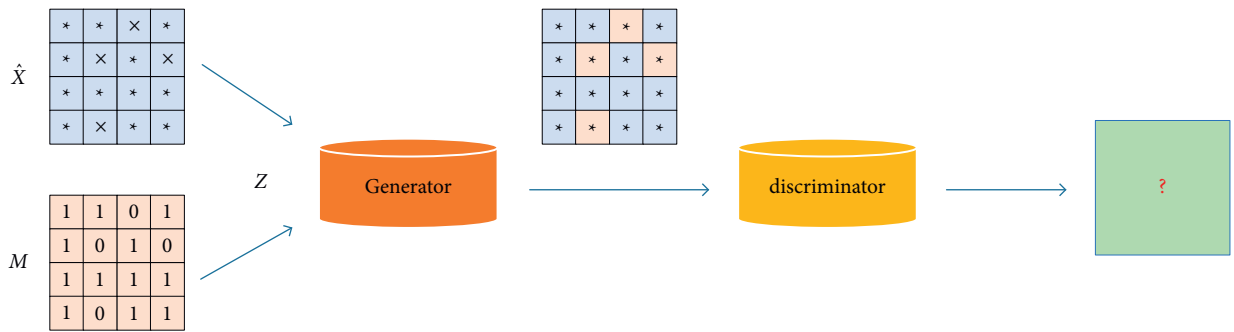 X̂
* * × *
* × * ×
* * * *
* × * *
M
1 1 0 1
1 0 1 0
1 1 1 1
1 0 1 1
Z
Generator
* * * *
* * * *
* * * *
* * * *
discriminator
?